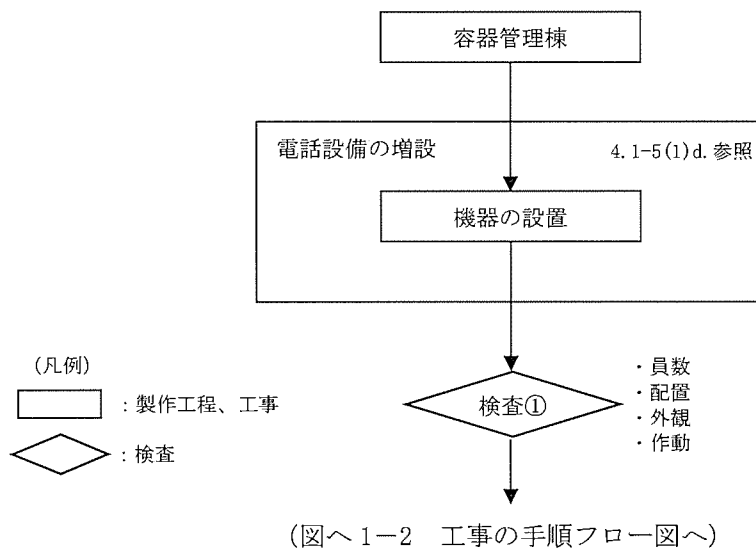 容器管理棟
電話設備の増設
4.1-5(1)d.参照
機器の設置
(凡例)
：製作工程、工事
：検査
検査①
・員数
・配置
・外観
・作動
(図へ1-2 工事の手順フロー図へ)